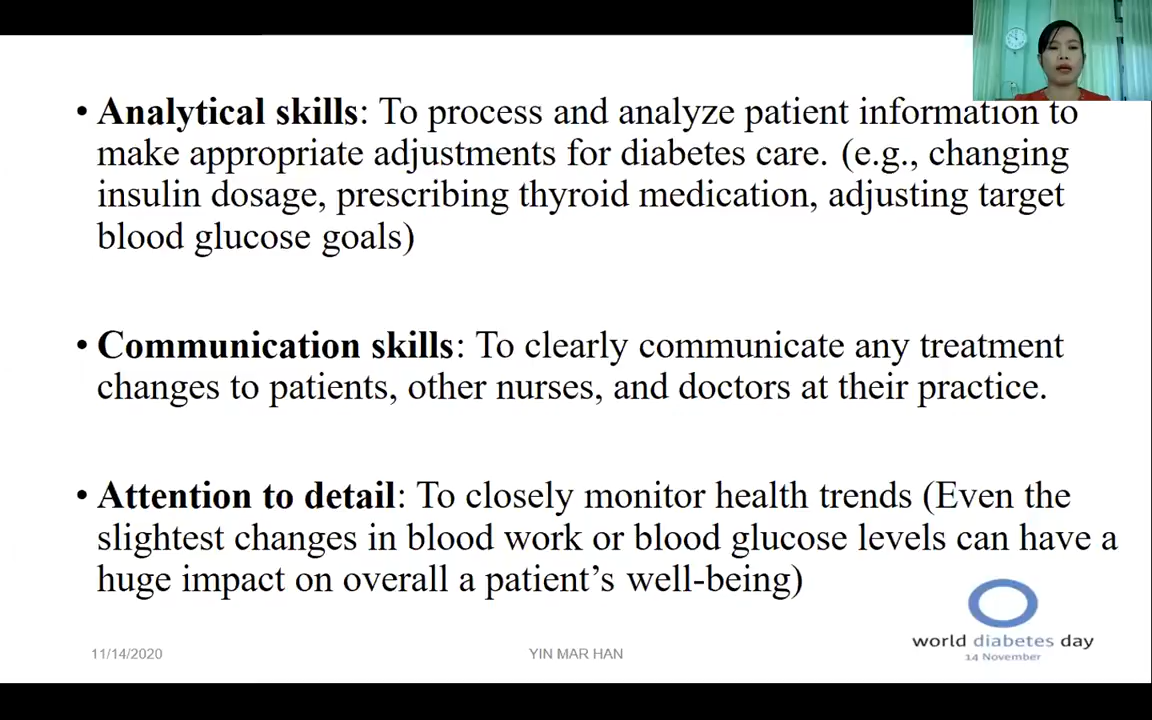 • Analytical skills: To process and analyze patient information to
make appropriate adjustments for diabetes care. (e.g., changing
insulin dosage, prescribing thyroid medication, adjusting target
blood glucose goals)
• Communication skills: To clearly communicate any treatment
changes to patients, other nurses, and doctors at their practice.
• Attention to detail: To closely monitor health trends (Even the
slightest changes in blood work or blood glucose levels can have a
huge impact on overall a patient’s well-being)
world diabetes day
14 November
11/14/2020
YIN MAR HAN